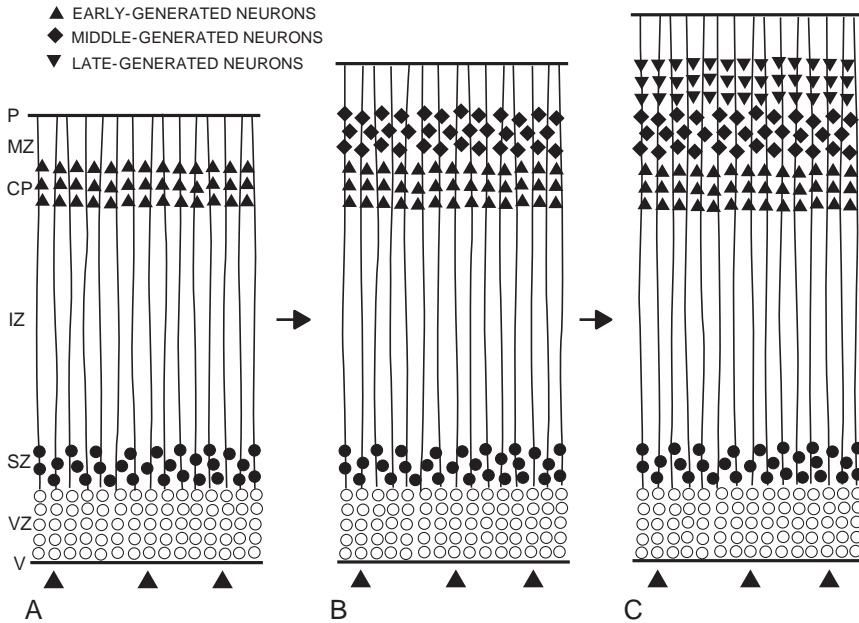 EARLY-GENERATED NEURONS
MIDDLE-GENERATED NEURONS
LATE-GENERATED NEURONS
P
MZ
CP
IZ
SZ
VZ
V
A
B
C